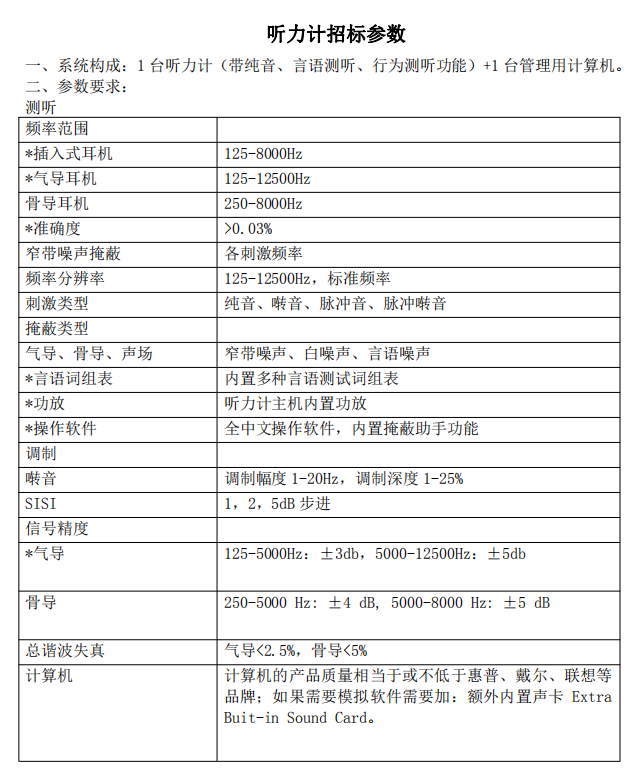 听力计招标参数
一、系统构成：1 台听力计（带纯音、言语测听、行为测听功能）+1 台管理用计算机。
二、参数要求：
测听
频率范围
*插入式耳机 125-8000Hz
*气导耳机 125-12500Hz
骨导耳机 250-8000Hz
*准确度 >0.03%
窄带噪声掩蔽 各刺激频率
频率分辨率 125-12500Hz，标准频率
刺激类型 纯音、啭音、脉冲音、脉冲啭音
掩蔽类型
气导、骨导、声场 窄带噪声、白噪声、言语噪声
*言语词组表 内置多种言语测试词组表
*功放 听力计主机内置功放
*操作软件 全中文操作软件，内置掩蔽助手功能
调制
啭音 调制幅度 1-20Hz，调制深度 1-25%
SISI 1，2，5dB 步进
信号精度
*气导 125-5000Hz：±3db，5000-12500Hz：±5db
骨导 250-5000 Hz: ±4 dB, 5000-8000 Hz: ±5 dB
总谐波失真 气导<2.5%，骨导<5%
计算机 计算机的产品质量相当于或不低于惠普、戴尔、联想等
品牌；如果需要模拟软件需要加：额外内置声卡 Extra
Buit-in Sound Card。